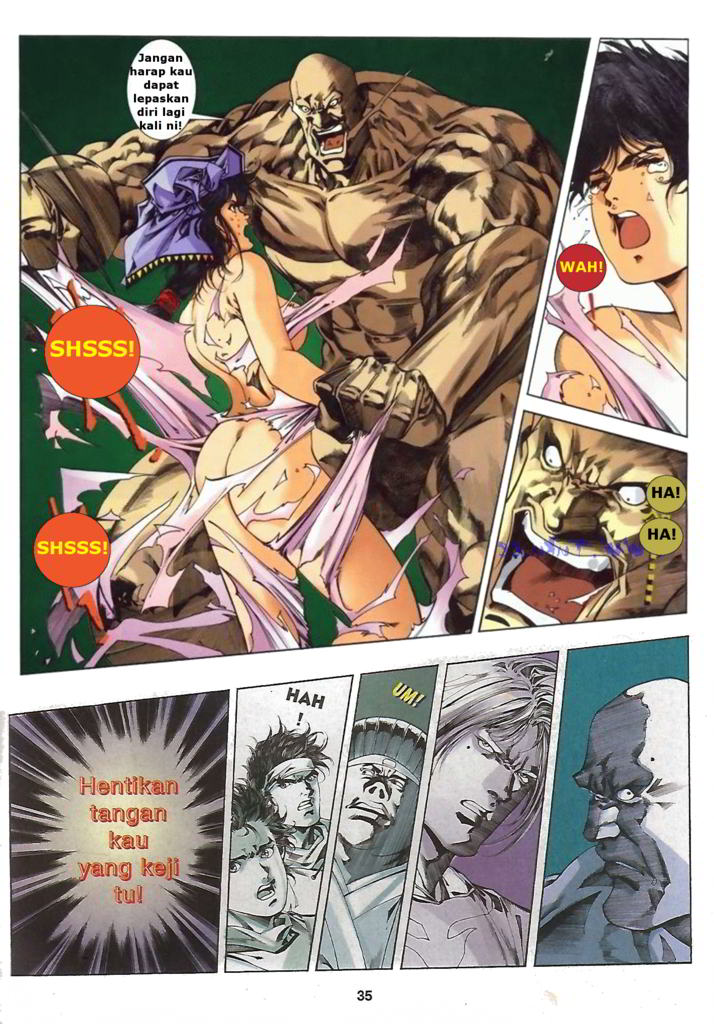 Jangan
harap kau
dapat
lepaskan
diri lagi
kali ni!
SHSSS!
SHSSS!
WAH!
HA!
HA!
Hentikan
tangan
kau
yang keji
tu!
HAH
!
UM!
35